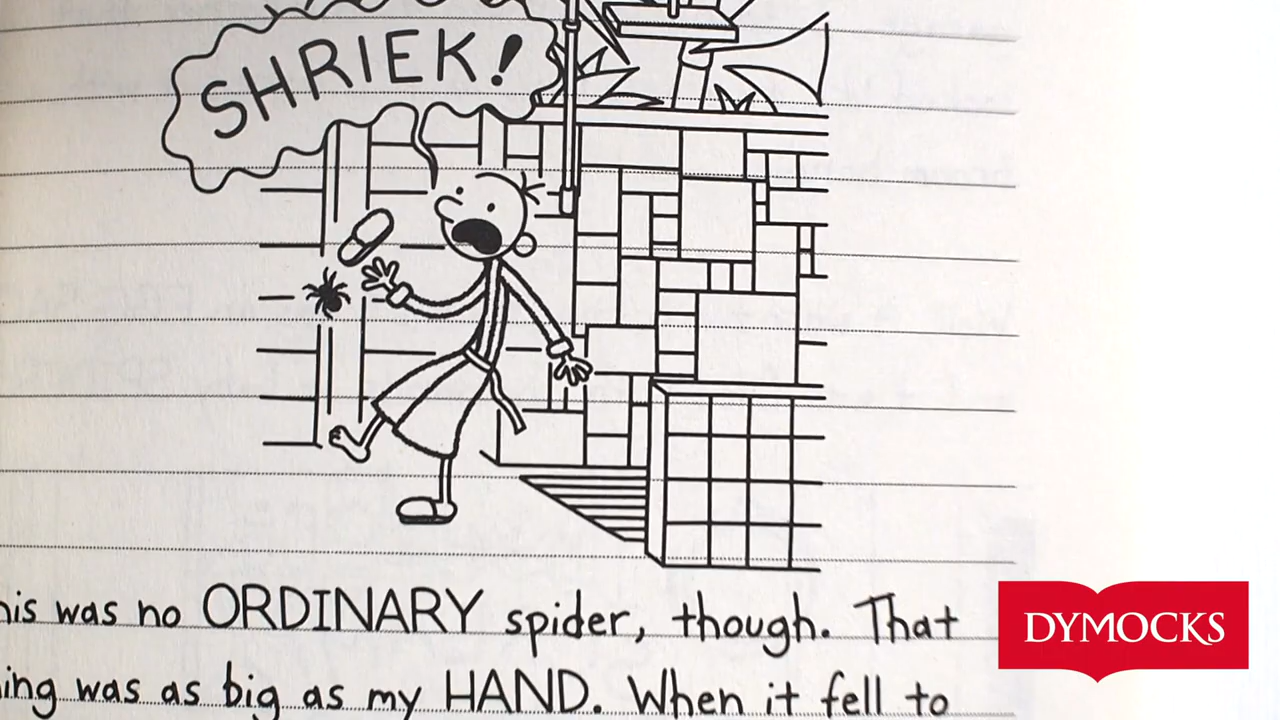 SHRIEK!
his was no ORDINARY spider, though. That
ing was as big as my HAND. When it fell to
DYMOCKS